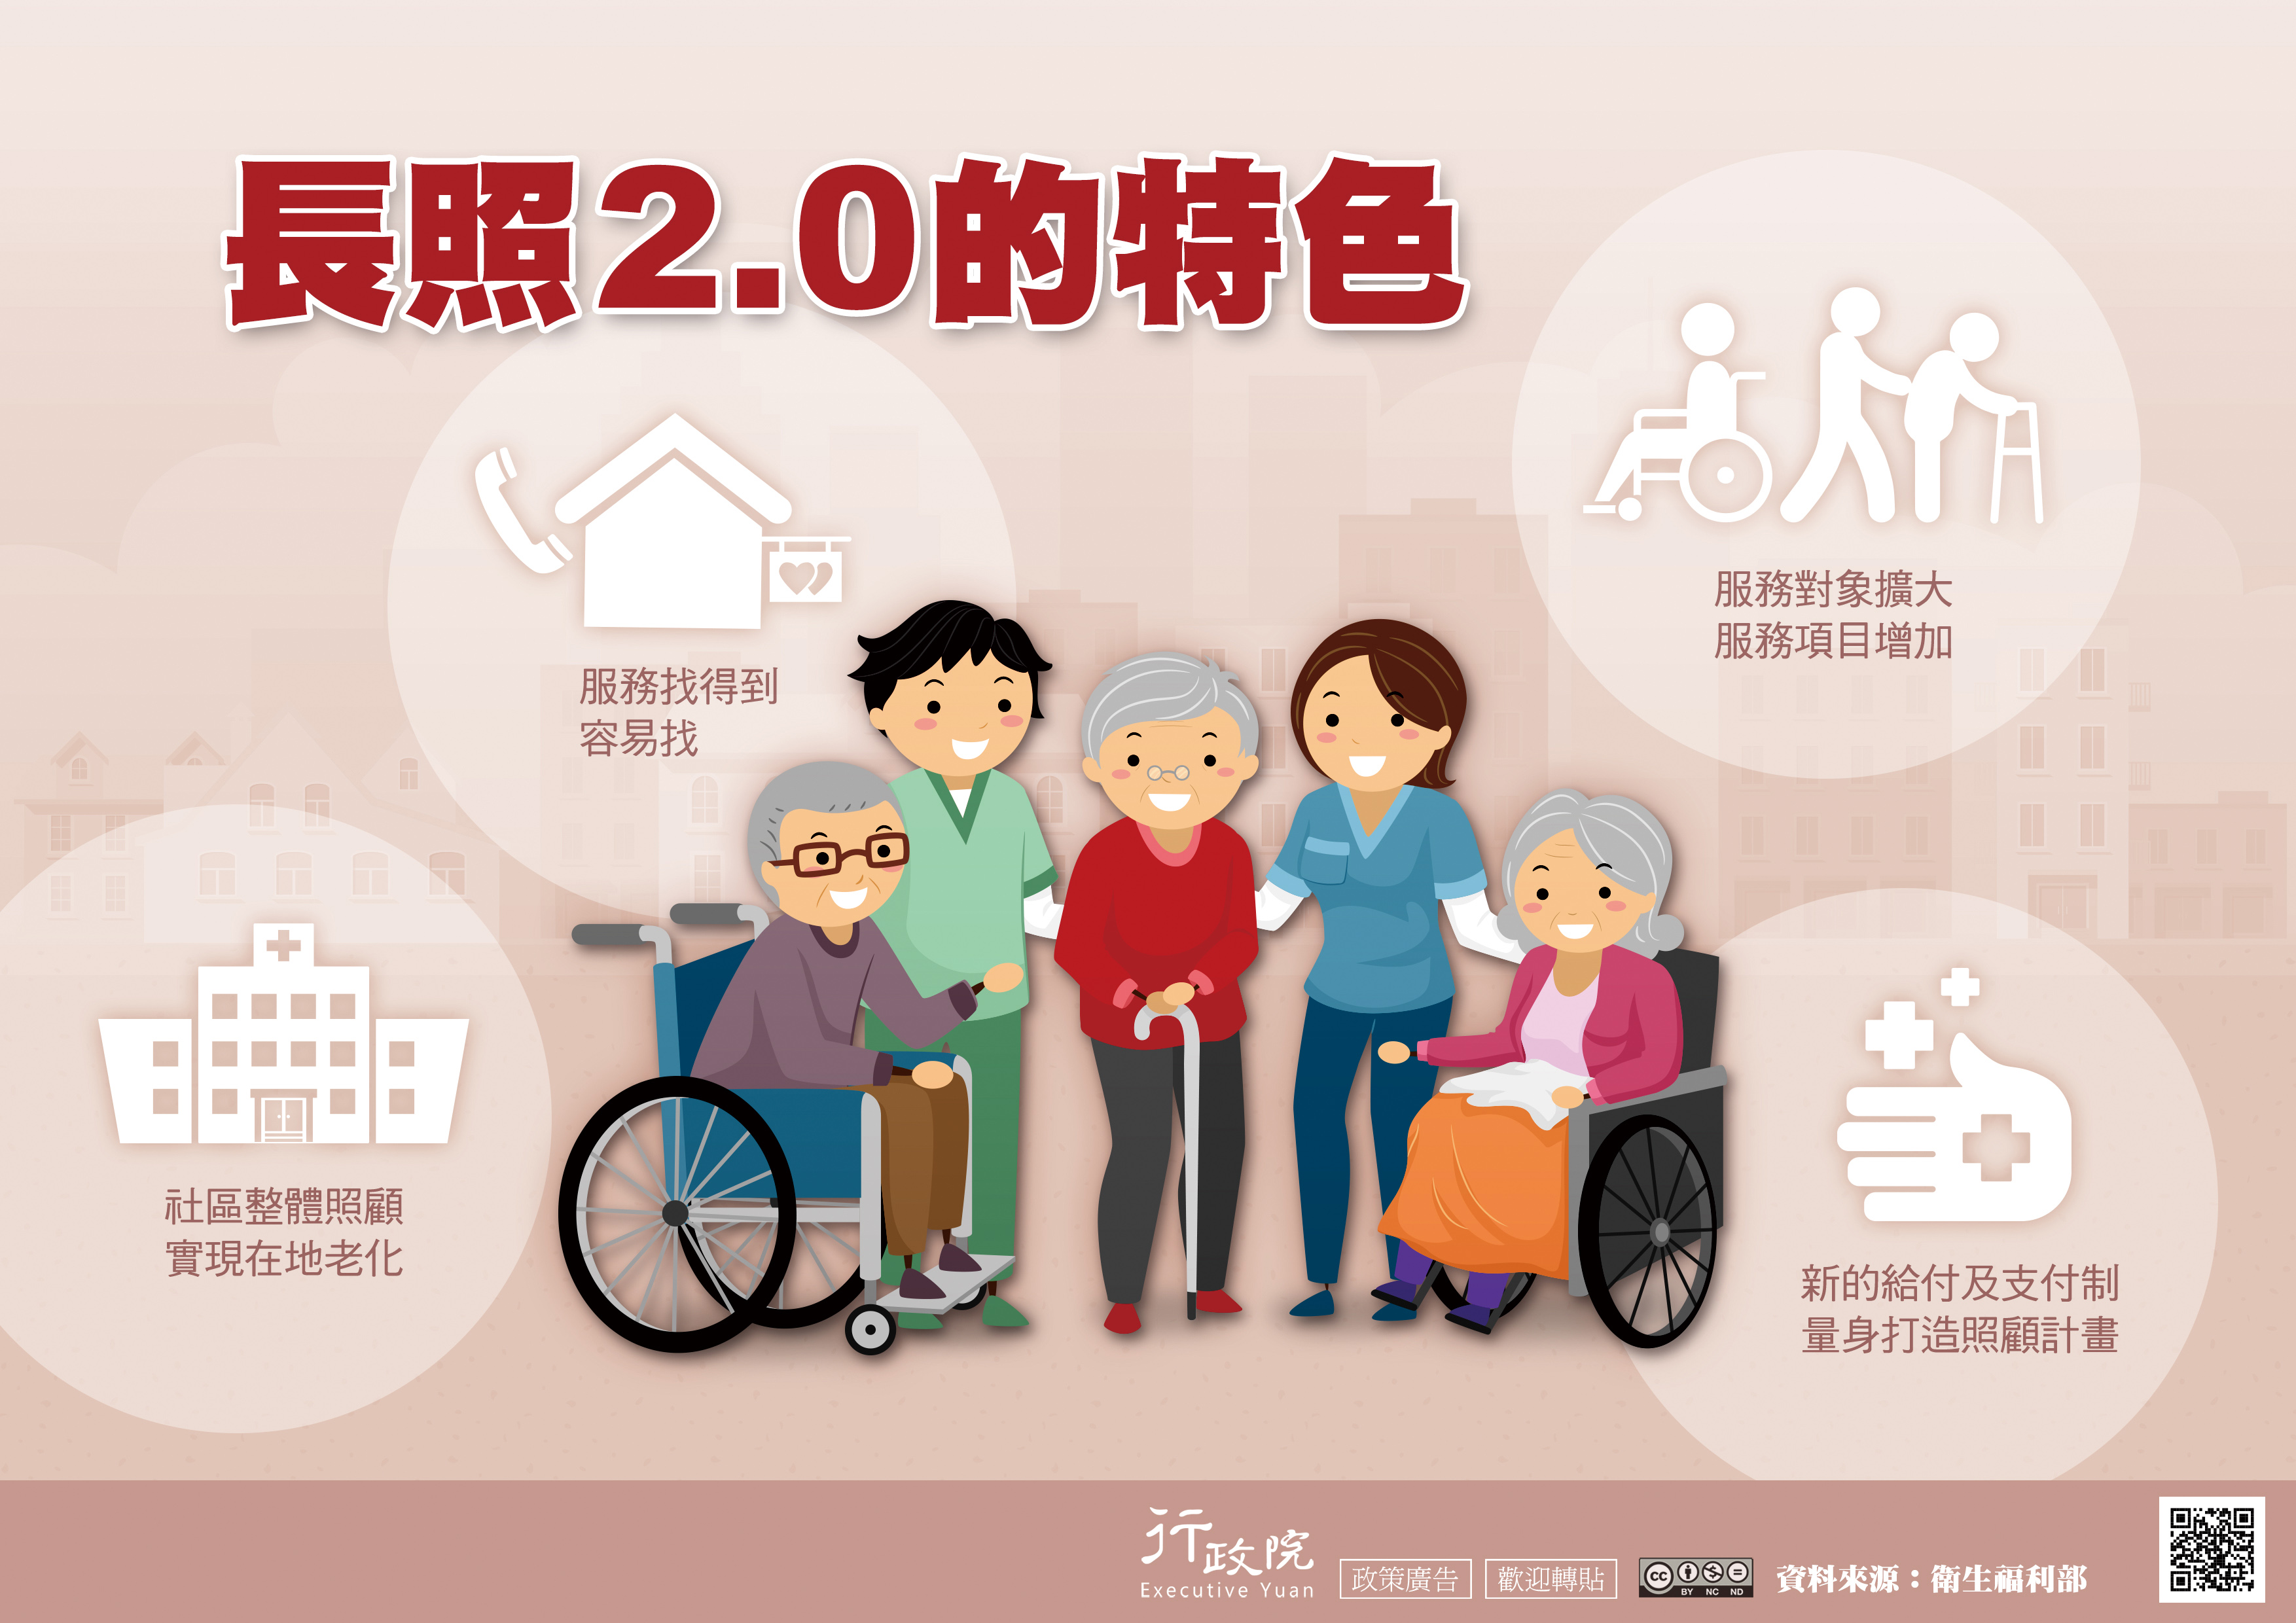 長照2.0的特色
服務找得到
容易找
服務對象擴大
服務項目增加
社區整體照顧
實現在地老化
新的給付及支付制
量身打造照顧計畫
行政院
Executive Yuan
政策廣告
歡迎轉貼
cc
BY NC ND
資料來源：衛生福利部